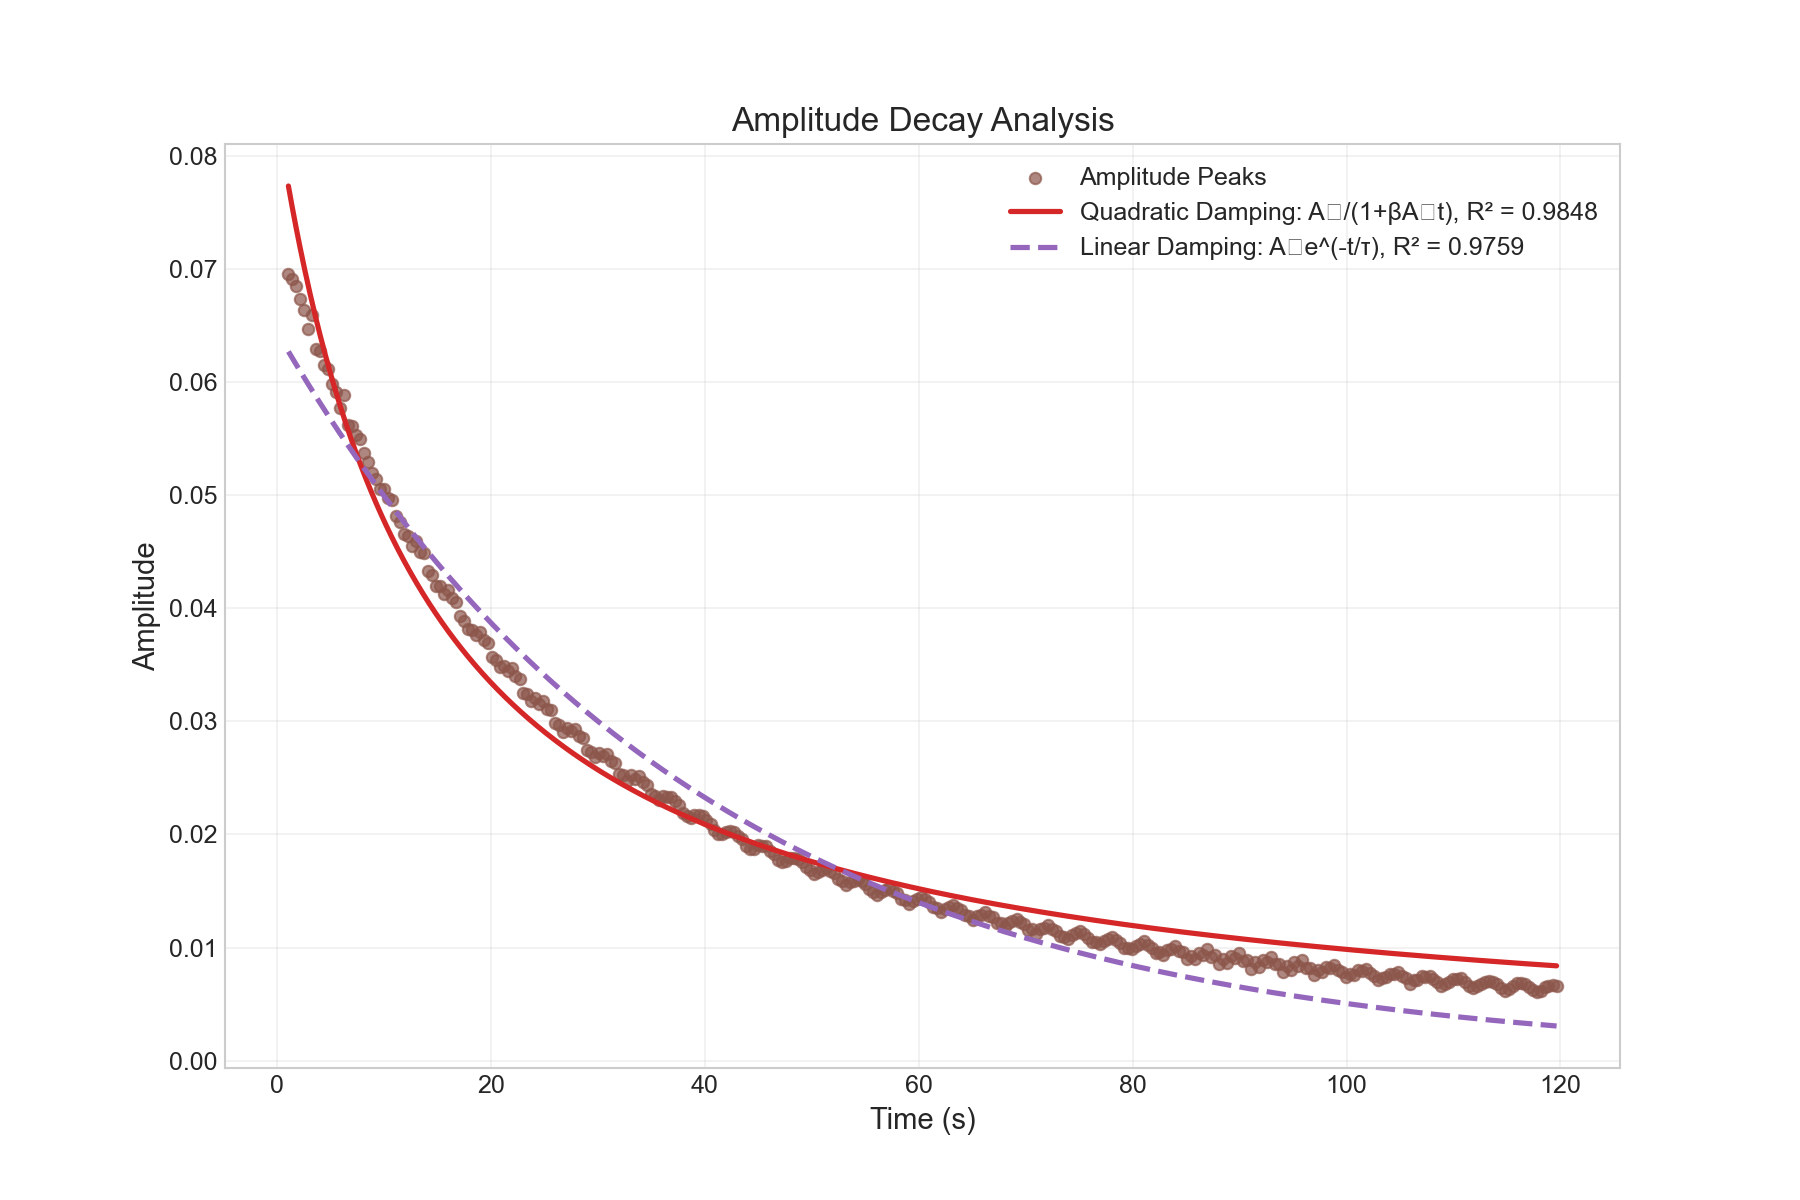 Amplitude Decay Analysis
Amplitude Peaks
Quadratic Damping: A□/(1+βA□t), R² = 0.9848
Linear Damping: A□e^(-t/τ), R² = 0.9759
0.08
0.07
0.06
0.05
0.04
0.03
0.02
0.01
0.00
Amplitude
0 20 40 60 80 100 120
Time (s)